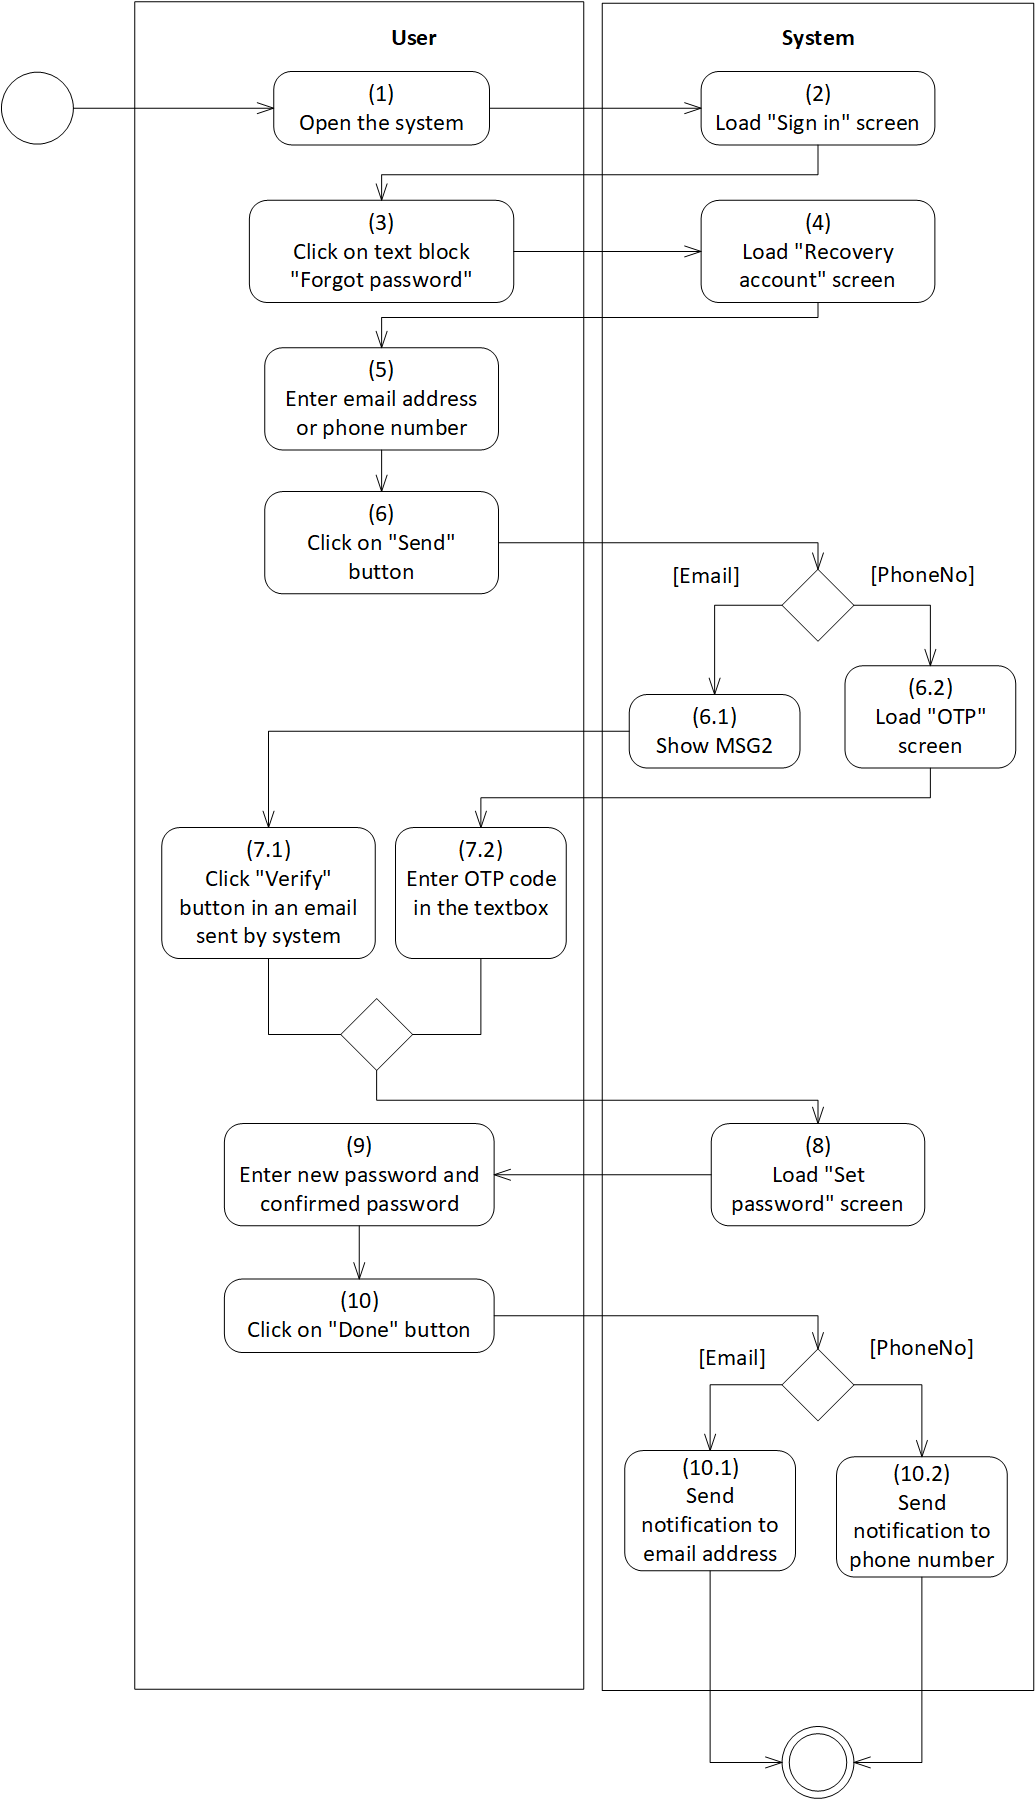 User
System
(1)
Open the system
(2)
Load "Sign in" screen
(3)
Click on text block
"Forgot password"
(4)
Load "Recovery
account" screen
(5)
Enter email address
or phone number
(6)
Click on "Send"
button
[Email]
[PhoneNo]
(6.1)
Show MSG2
(6.2)
Load "OTP"
screen
(7.1)
Click "Verify"
button in an email
sent by system
(7.2)
Enter OTP code
in the textbox
(8)
Load "Set
password" screen
(9)
Enter new password and
confirmed password
(10)
Click on "Done" button
[Email]
[PhoneNo]
(10.1)
Send
notification to
email address
(10.2)
Send
notification to
phone number